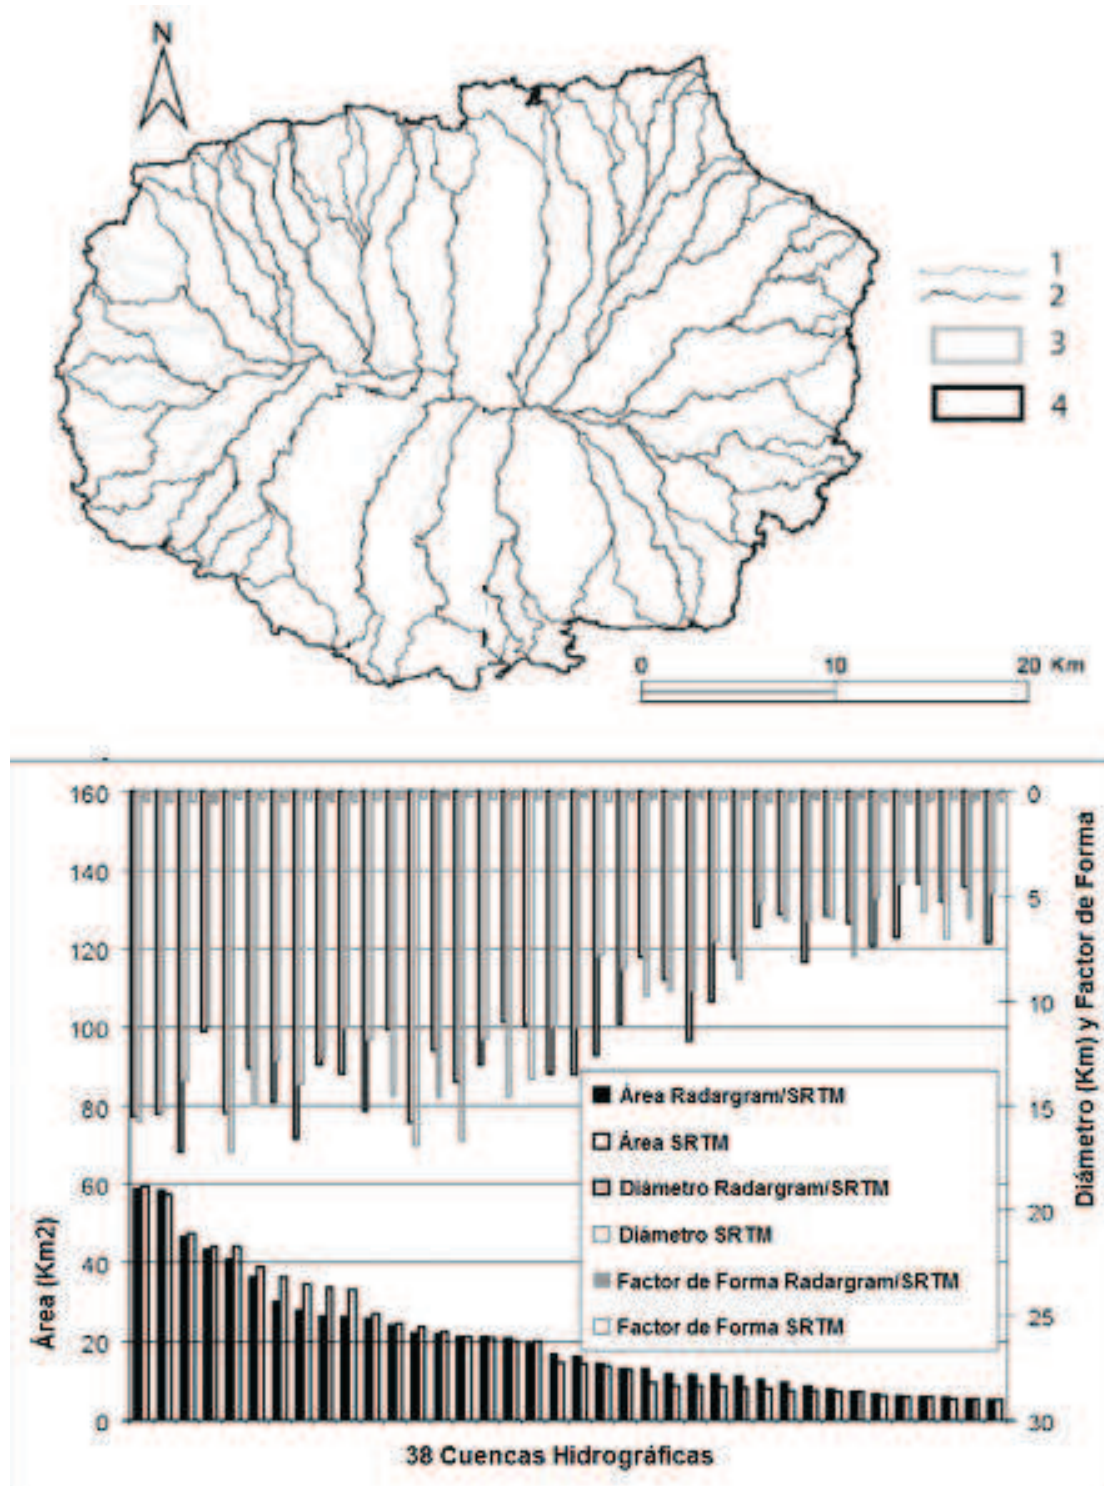 N
1
2
3
4
0 10 20 Km
160
140
120
100
80
60
40
20
0
Área (Km2)
0
5
10
15
20
25
30
Diámetro (Km) y Factor de Forma
Área Radargram/SRTM
Área SRTM
Diámetro Radargram/SRTM
Diámetro SRTM
Factor de Forma Radargram/SRTM
Factor de Forma SRTM
38 Cuencas Hidrográficas